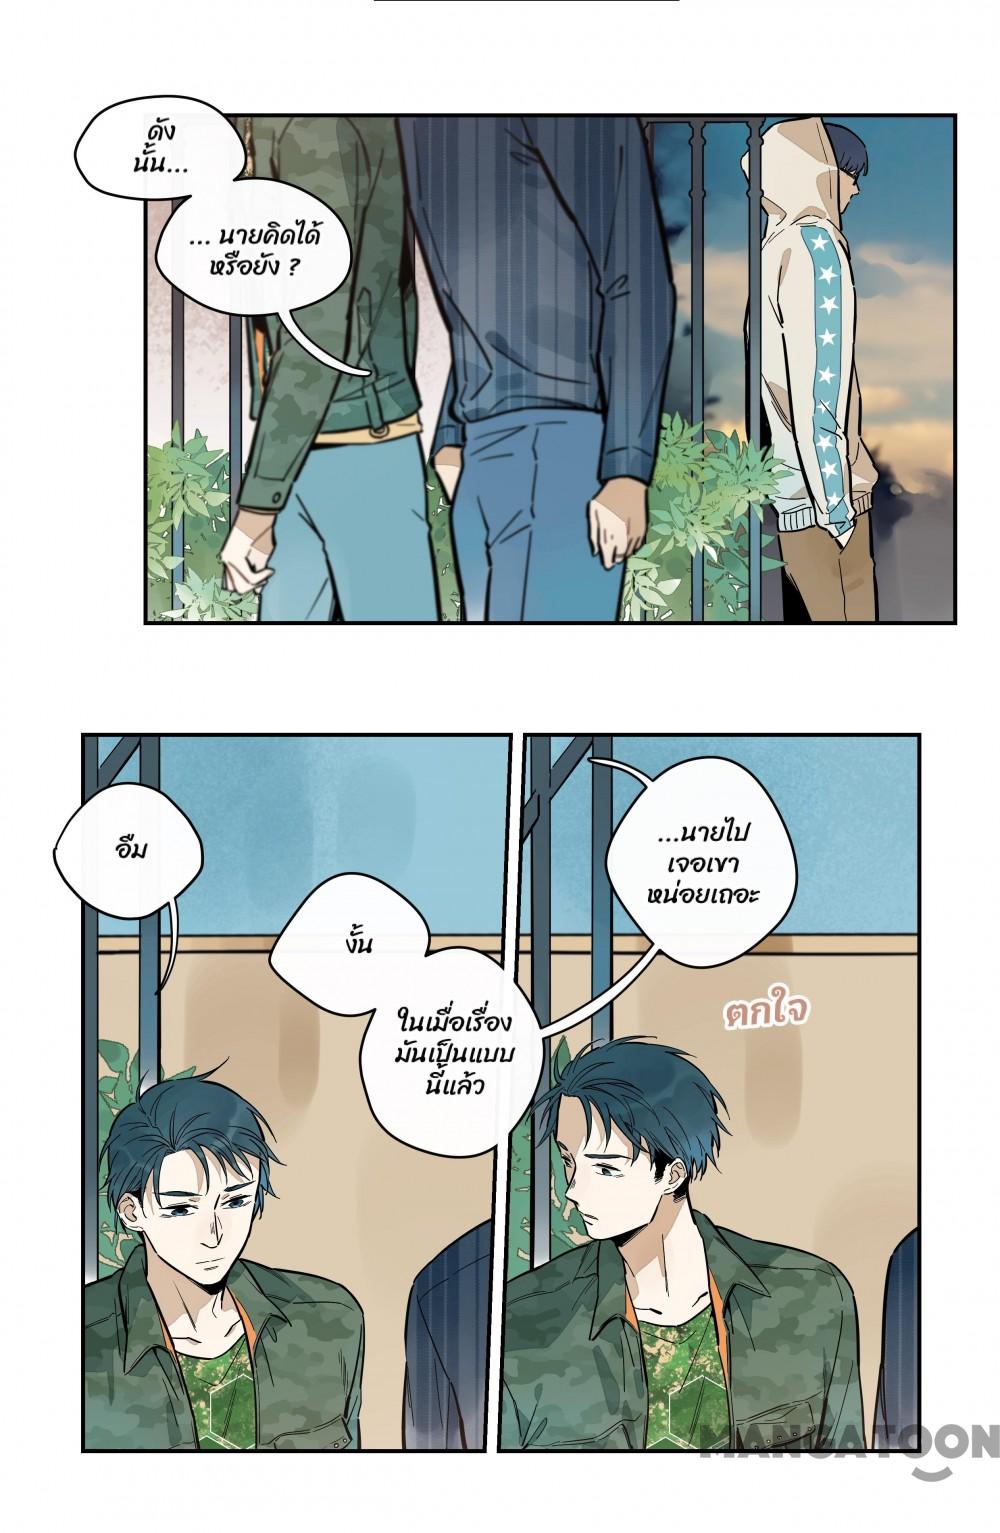 ดัง
นั้น...
... นายคิดได้
หรือยัง ?
อืม
งั้น
ในเมื่อเรื่อง
มันเป็นแบบ
นี้แล้ว
...นายไป
เจอเขา
หน่อยเถอะ
ตกใจ
MANGATOON